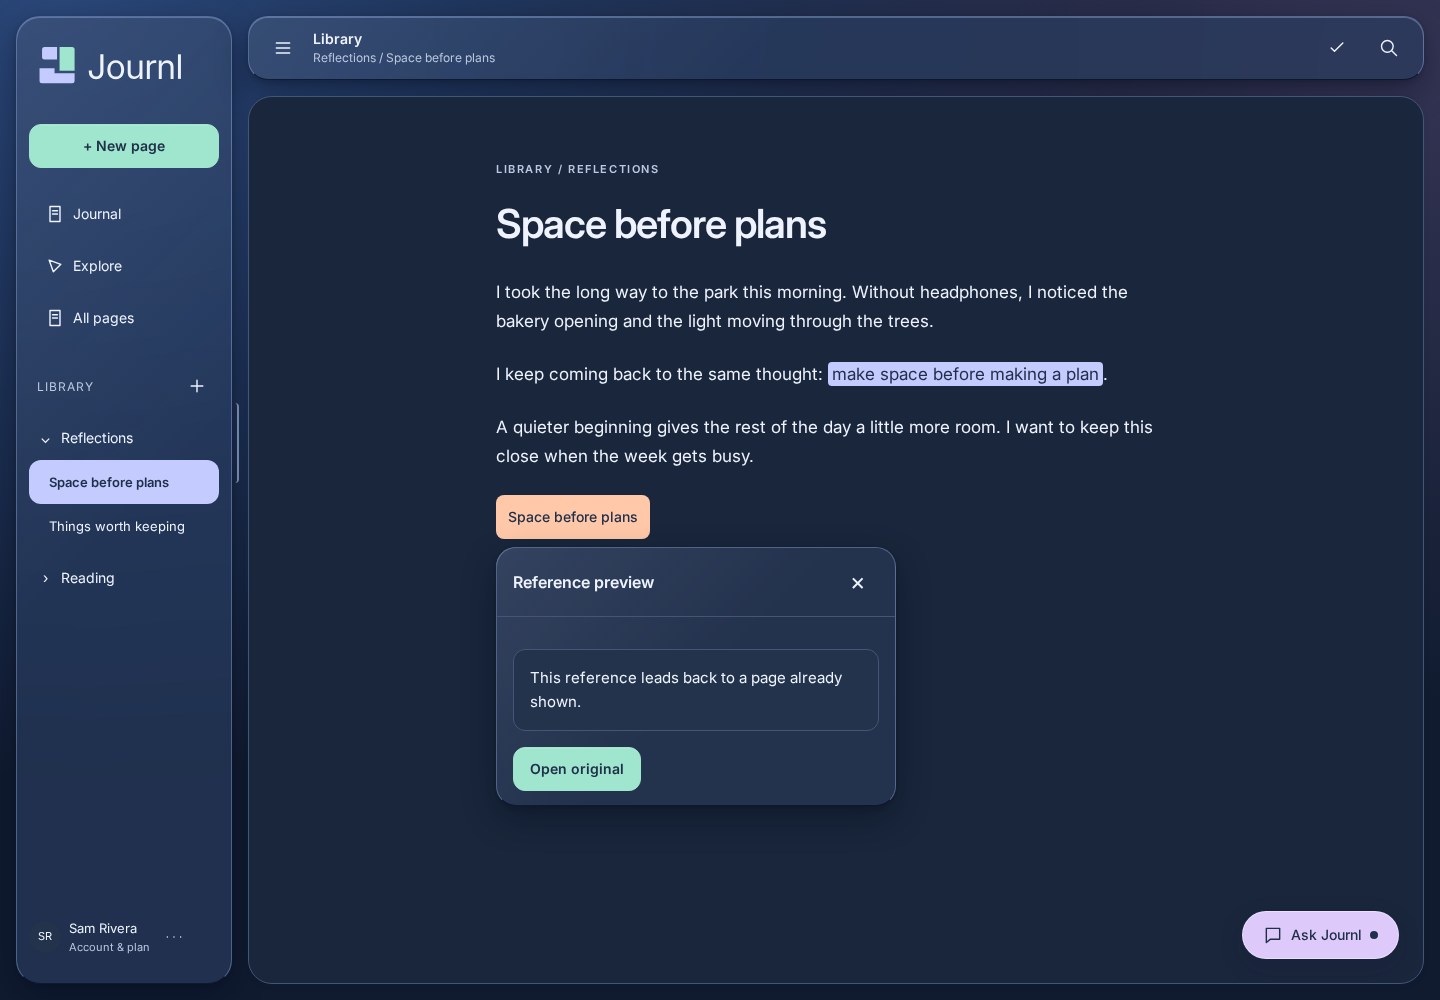 Journl
+ New page
Journal
Explore
All pages
LIBRARY
Reflections
Space before plans
Things worth keeping
Reading
SR
Sam Rivera
Account & plan
Library
Reflections / Space before plans
LIBRARY / REFLECTIONS
Space before plans
I took the long way to the park this morning. Without headphones, I noticed the
bakery opening and the light moving through the trees.
I keep coming back to the same thought: make space before making a plan.
A quieter beginning gives the rest of the day a little more room. I want to keep this
close when the week gets busy.
Space before plans
Reference preview
This reference leads back to a page already
shown.
Open original
Ask Journl